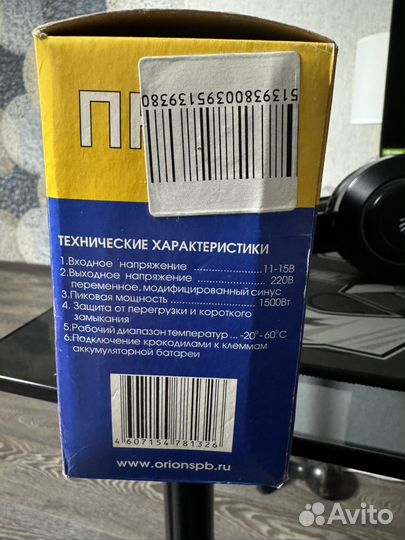 51393800395139380
ПР
ТЕХНИЧЕСКИЕ ХАРАКТЕРИСТИКИ
1.Входное напряжение ................11-15В
2.Выходное напряжение ................ 220В
переменное, модифицированный синус
3.Пиковая мощность ................ 1500Вт
4. Защита от перегрузки и короткого
замыкания
5.Рабочий диапазон температур ... -20°-60°С
6.Подключение крокодилами к клеммам
аккумуляторной батареи
4 607154 781326
www.orionspb.ru
Avito